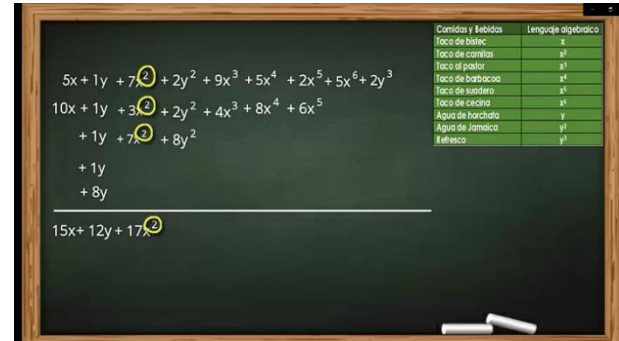 5x + 1y + 7x² + 2y² + 9x³ + 5x⁴ + 2x⁵ + 5x⁶ + 2y³
10x + 1y + 3x² + 2y² + 4x³ + 8x⁴ + 6x⁵
+ 1y + 7x² + 8y²
+ 1y
+ 8y
15x + 12y + 17x²
Comidas y Bebidas Lenguaje algebraico
Taco de bistec x
Taco de carnitas x²
Taco al pastor x³
Taco de barbacoa x⁴
Taco de suadero x⁵
Taco de cecina x⁶
Agua de horchata y
Agua de Jamaica y²
Refresco y³